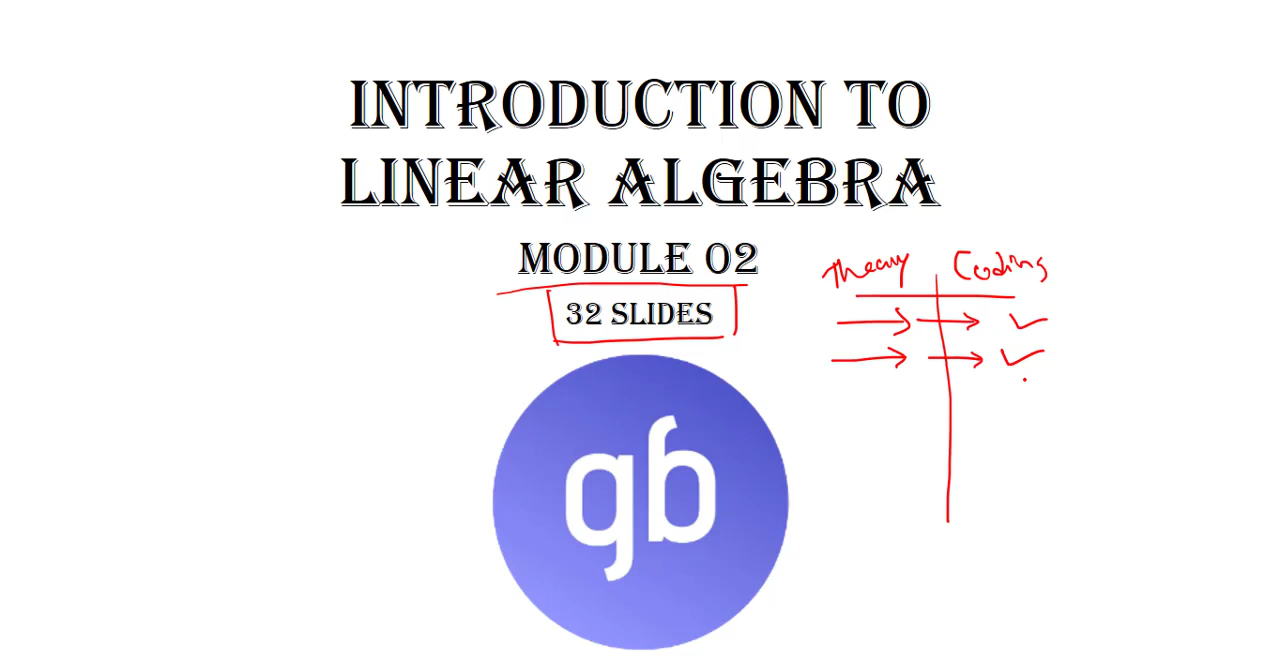 INTRODUCTION TO
LINEAR ALGEBRA
MODULE 02
32 SLIDES
Theory Coding
gb